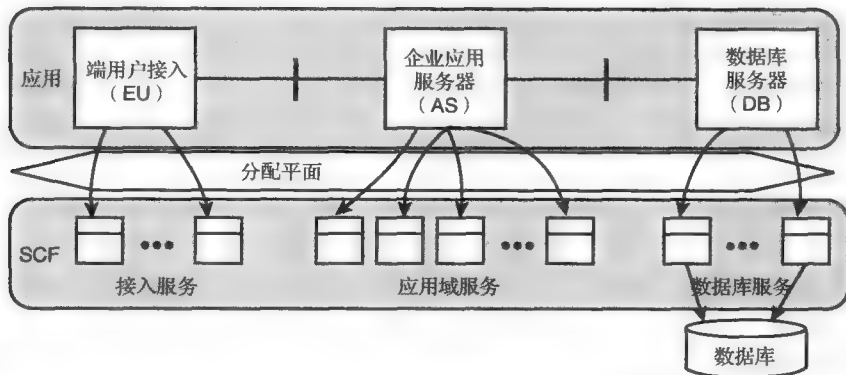 应用
端用户接入
（EU）
企业应用
服务器
（AS）
数据库
服务器
（DB）
分配平面
SCF
接入服务
应用域服务
数据库服务
数据库